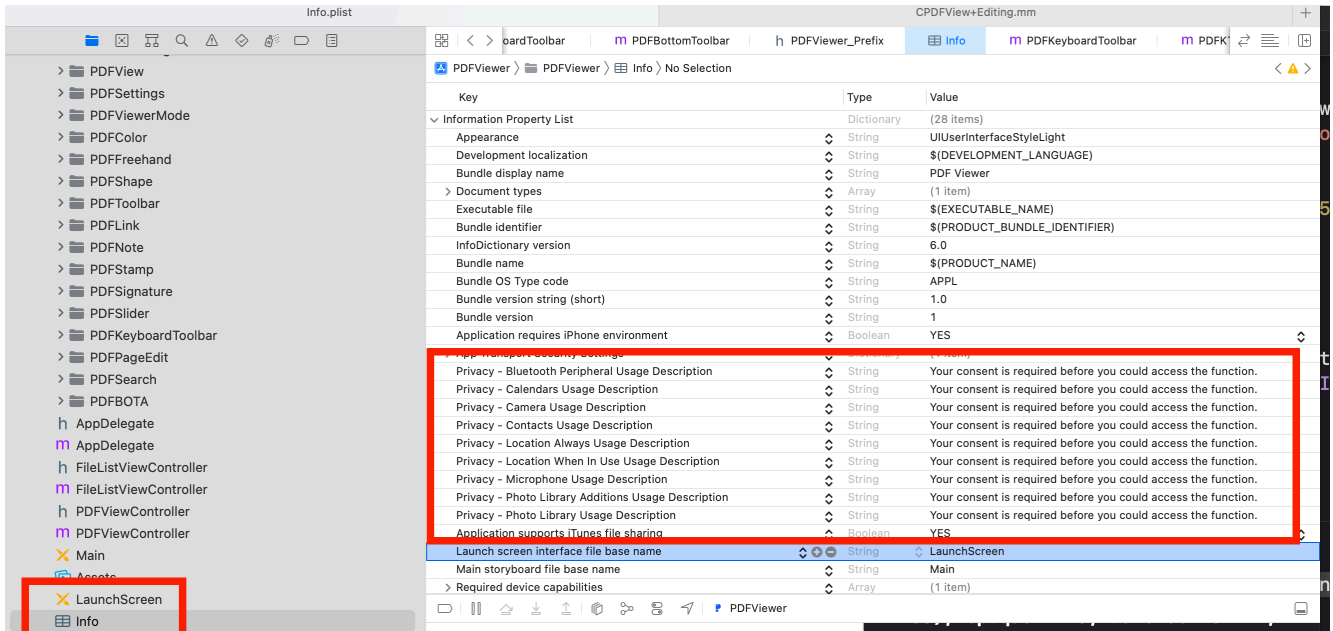 Info.plist
CPDFView+Editing.mm
oardToolbar
PDFBottomToolbar
PDFViewer_Prefix
Info
PDFKeyboardToolbar
PDFViewer
PDFViewer
Info
No Selection
PDFView
PDFSettings
PDFViewerMode
PDFColor
PDFFreehand
PDFShape
PDFToolbar
PDFLink
PDFNote
PDFStamp
PDFSignature
PDFSlider
PDFKeyboardToolbar
PDFPageEdit
PDFSearch
PDFBOTA
h AppDelegate
m AppDelegate
h FileListViewController
m FileListViewController
h PDFViewController
m PDFViewController
Main
Assets
LaunchScreen
Info
Key Type Value
Information Property List Dictionary (28 items)
Appearance String UIUserInterfaceStyleLight
Development localization String $(DEVELOPMENT_LANGUAGE)
Bundle display name String PDF Viewer
Document types Array (1 item)
Executable file String $(EXECUTABLE_NAME)
Bundle identifier String $(PRODUCT_BUNDLE_IDENTIFIER)
InfoDictionary version String 6.0
Bundle name String $(PRODUCT_NAME)
Bundle OS Type code String APPL
Bundle version string (short) String 1.0
Bundle version String 1
Application requires iPhone environment Boolean YES
App Transport Security Settings Dictionary (1 item)
Privacy - Bluetooth Peripheral Usage Description String Your consent is required before you could access the function.
Privacy - Calendars Usage Description String Your consent is required before you could access the function.
Privacy - Camera Usage Description String Your consent is required before you could access the function.
Privacy - Contacts Usage Description String Your consent is required before you could access the function.
Privacy - Location Always Usage Description String Your consent is required before you could access the function.
Privacy - Location When In Use Usage Description String Your consent is required before you could access the function.
Privacy - Microphone Usage Description String Your consent is required before you could access the function.
Privacy - Photo Library Additions Usage Description String Your consent is required before you could access the function.
Privacy - Photo Library Usage Description String Your consent is required before you could access the function.
Application supports iTunes file sharing Boolean YES
Launch screen interface file base name String LaunchScreen
Main storyboard file base name String Main
Required device capabilities Array (1 item)
PDFViewer